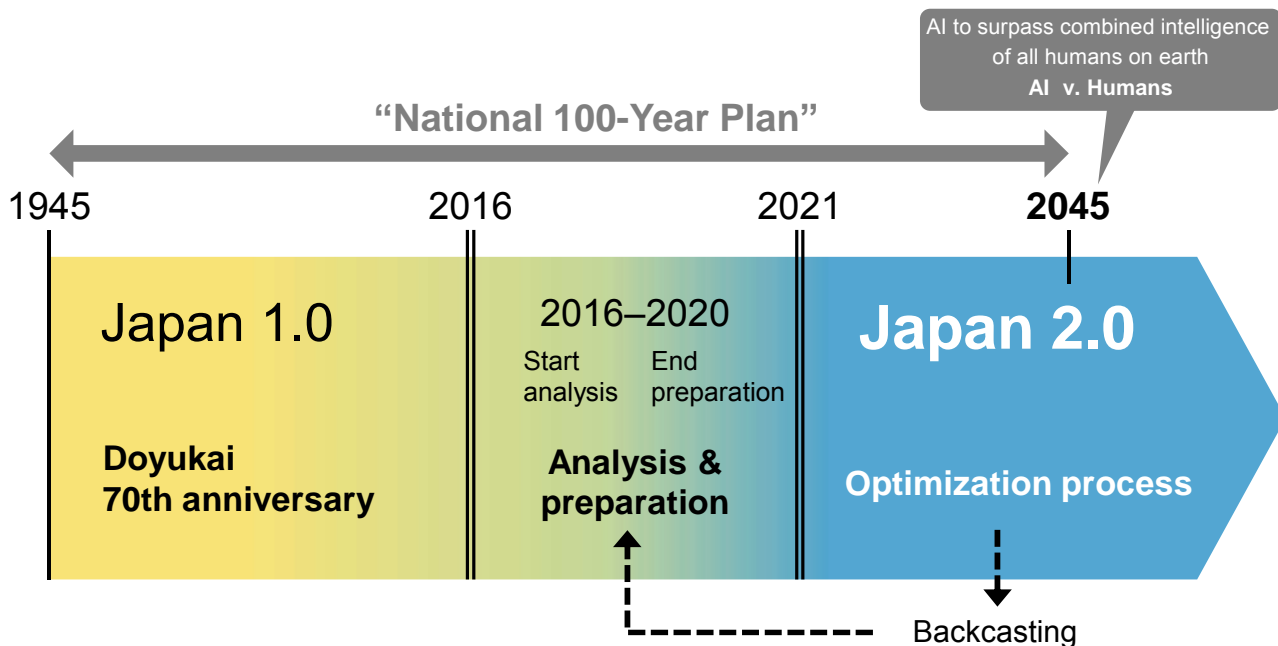 AI to surpass combined intelligence
of all humans on earth
AI v. Humans
“National 100-Year Plan”
1945
2016
2021
2045
Japan 1.0
2016–2020
Start
analysis
End
preparation
Japan 2.0
Doyukai
70th anniversary
Analysis &
preparation
Optimization process
Backcasting